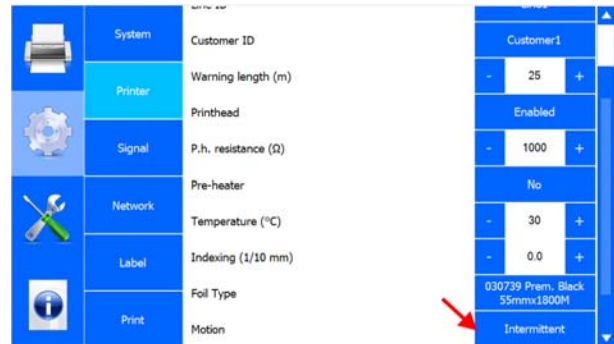 System
Printer
Signal
Network
Label
Print
Customer ID
Customer1
Warning length (m)
- 25 +
Printhead
Enabled
P.h. resistance (Ω)
- 1000 +
Pre-heater
No
Temperature (°C)
- 30 +
Indexing (1/10 mm)
- 0.0 +
Foil Type
030739 Prem. Black
55mmx1800M
Motion
Intermittent